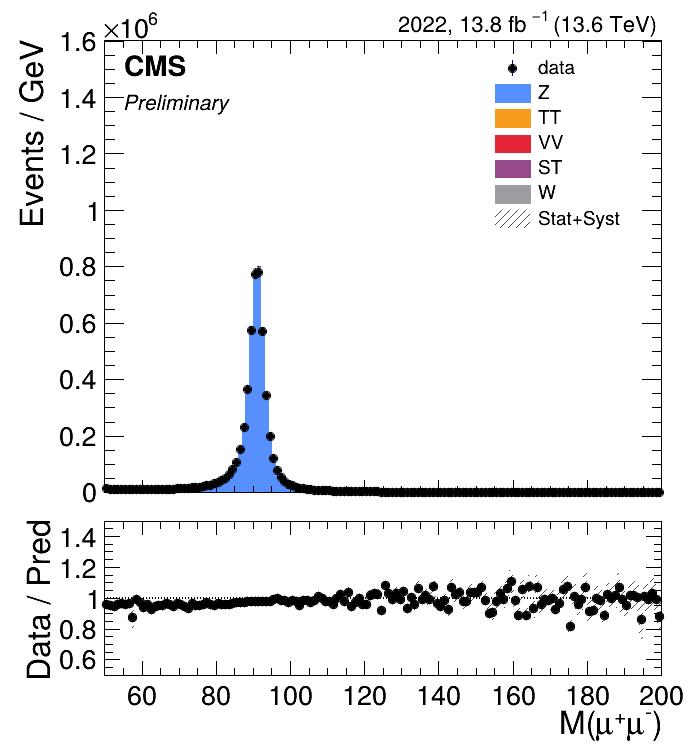 ×10⁶
2022, 13.8 fb⁻¹ (13.6 TeV)
CMS
Preliminary
data
Z
TT
VV
ST
W
Stat+Syst
Events / GeV
1.6
1.4
1.2
1
0.8
0.6
0.4
0.2
0
Data / Pred
1.4
1.2
1
0.8
0.6
60 80 100 120 140 160 180 200
M(μ⁺μ⁻)